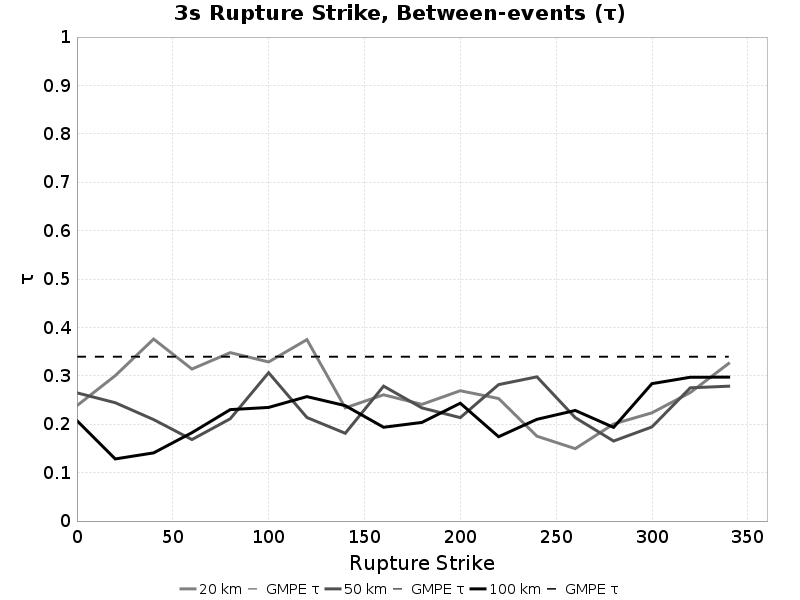 3s Rupture Strike, Between-events (τ)
1
0.9
0.8
0.7
0.6
0.5
0.4
0.3
0.2
0.1
0
τ
0 50 100 150 200 250 300 350
Rupture Strike
20 km GMPE τ 50 km GMPE τ 100 km GMPE τ